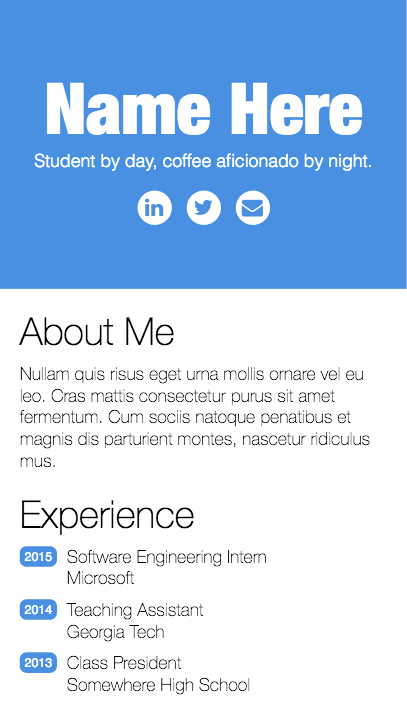 Name Here
Student by day, coffee aficionado by night.
in
About Me
Nullam quis risus eget urna mollis ornare vel eu
leo. Cras mattis consectetur purus sit amet
fermentum. Cum sociis natoque penatibus et
magnis dis parturient montes, nascetur ridiculus
mus.
Experience
2015 Software Engineering Intern
Microsoft
2014 Teaching Assistant
Georgia Tech
2013 Class President
Somewhere High School